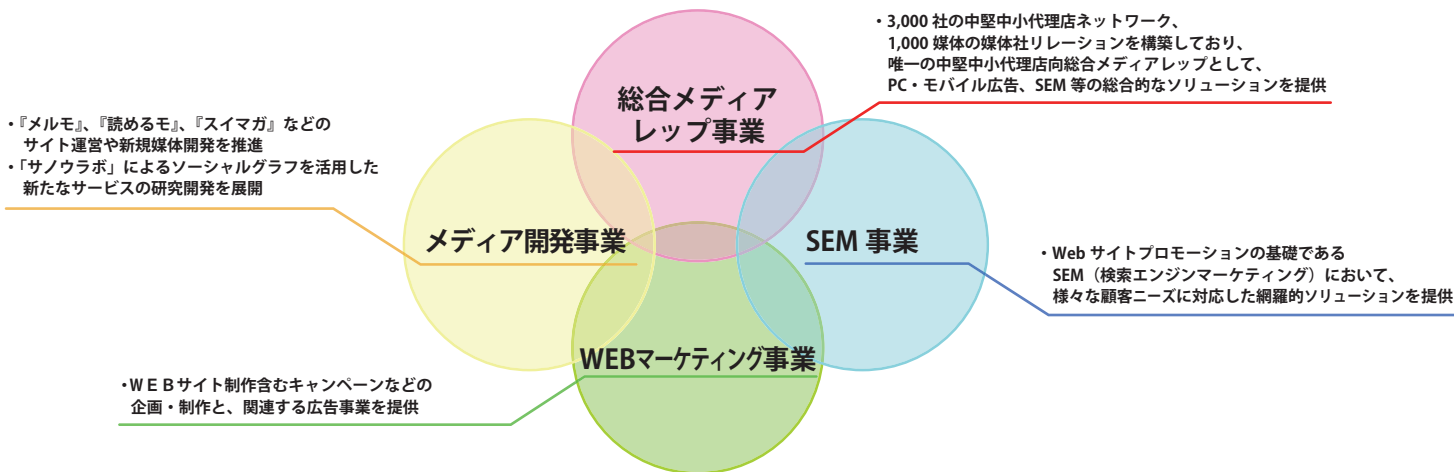 ・3,000 社の中堅中小代理店ネットワーク、
1,000 媒体の媒体社リレーションを構築しており、
唯一の中堅中小代理店向総合メディアレップとして、
PC・モバイル広告、SEM 等の総合的なソリューションを提供
総合メディア
レップ事業
・『メルモ』、『読めるモ』、『スイマガ』などの
サイト運営や新規媒体開発を推進
・「サノウラボ」によるソーシャルグラフを活用した
新たなサービスの研究開発を展開
メディア開発事業
SEM 事業
・Web サイトプロモーションの基礎である
SEM（検索エンジンマーケティング）において、
様々な顧客ニーズに対応した網羅的ソリューションを提供
WEBマーケティング事業
・ＷＥＢサイト制作含むキャンペーンなどの
企画・制作と、関連する広告事業を提供